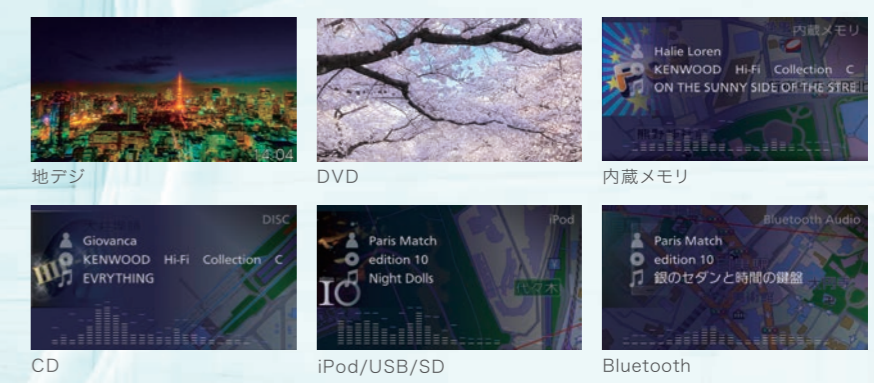 14:04
地デジ
DVD
内蔵メモリ
Halie Loren
KENWOOD Hi-Fi Collection C
ON THE SUNNY SIDE OF THE STRE
内蔵メモリ
DISC
Giovanca
KENWOOD Hi-Fi Collection C
EVRYTHING
CD
iPod
Paris Match
edition 10
Night Dolls
代々木
iPod/USB/SD
Bluetooth Audio
Paris Match
edition 10
銀のセダンと時間の鍵盤
Bluetooth